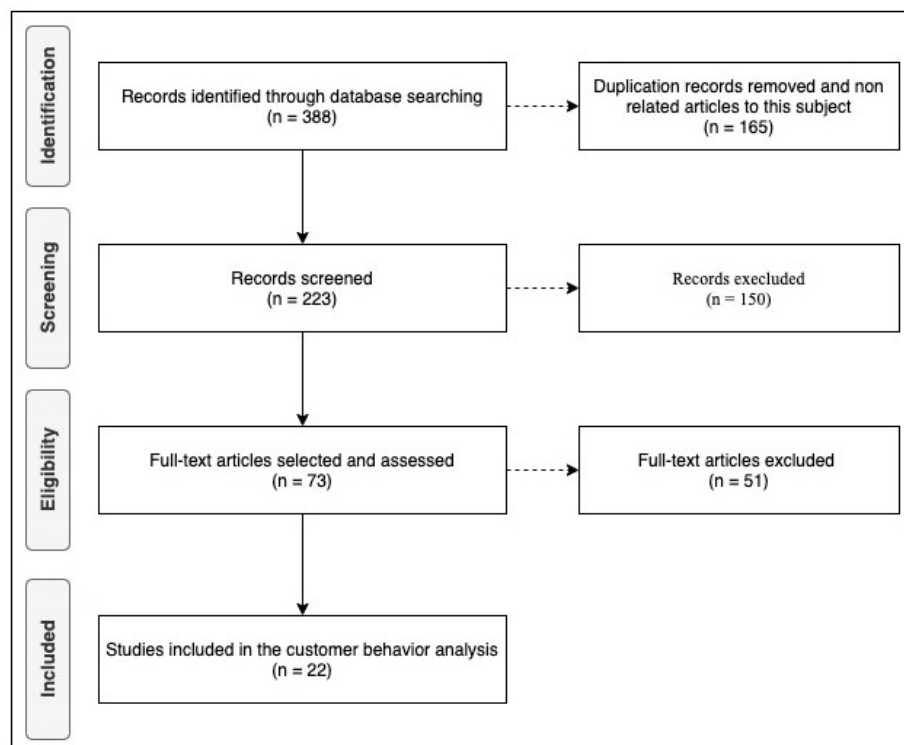 Identification
Records identified through database searching
(n = 388)
Duplication records removed and non
related articles to this subject
(n = 165)
Screening
Records screened
(n = 223)
Records execluded
(n = 150)
Eligibility
Full-text articles selected and assessed
(n = 73)
Full-text articles excluded
(n = 51)
Included
Studies included in the customer behavior analysis
(n = 22)